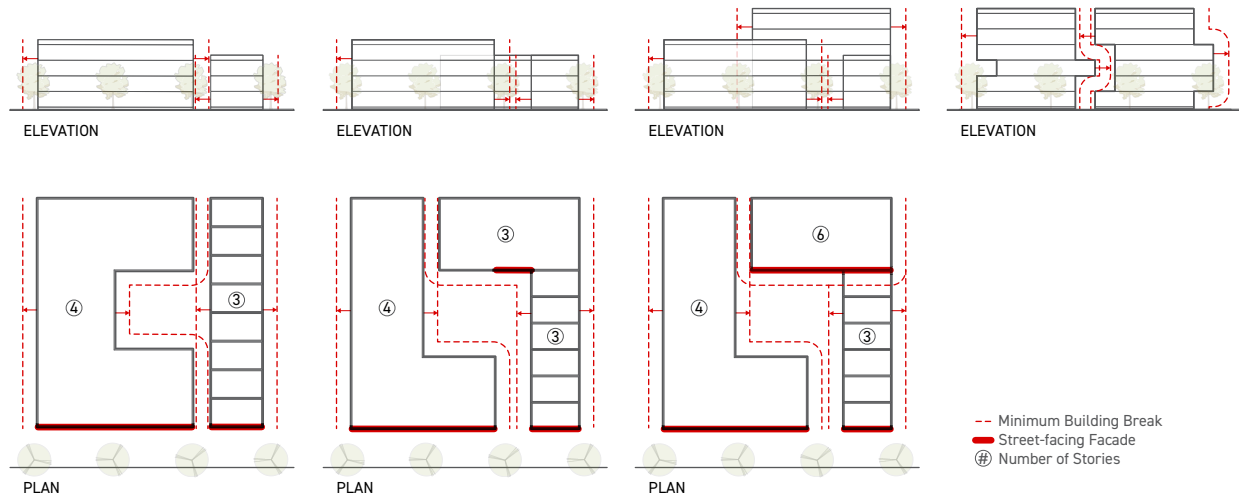 ELEVATION
ELEVATION
ELEVATION
ELEVATION
4
3
3
4
3
6
4
3
Minimum Building Break
Street-facing Facade
# Number of Stories
PLAN
PLAN
PLAN